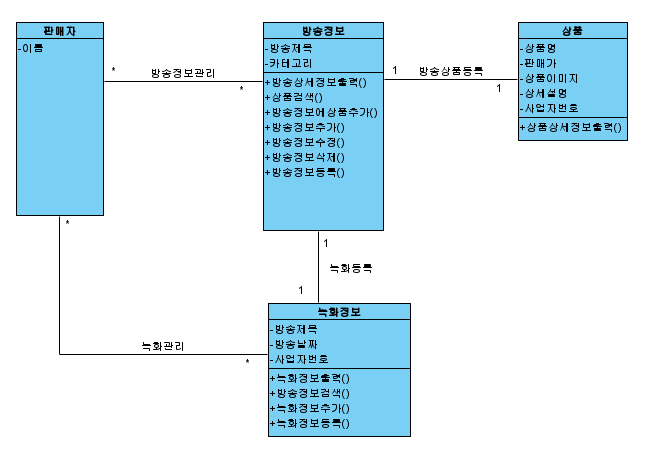 판매자
-이름
*
방송정보관리
*
방송정보
-방송제목
-카테고리
+방송상세정보출력()
+상품검색()
+방송정보에상품추가()
+방송정보추가()
+방송정보수정()
+방송정보삭제()
+방송정보등록()
1
방송상품등록
1
상품
-상품명
-판매가
-상품이미지
-상세설명
-사업자번호
+상품상세정보출력()
*
녹화관리
*
1
녹화등록
1
녹화정보
-방송제목
-방송날짜
-사업자번호
+녹화정보출력()
+방송정보검색()
+녹화정보추가()
+녹화정보등록()